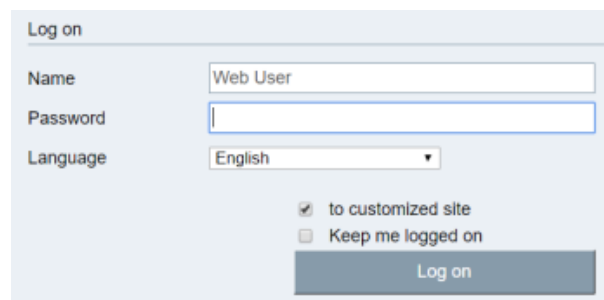 Log on
Name Web User
Password
Language English
to customized site
Keep me logged on
Log on